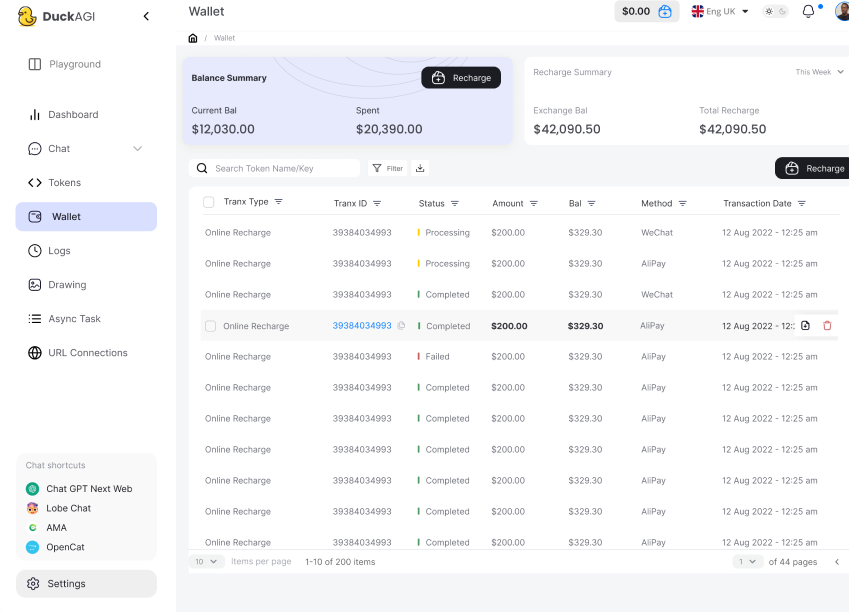 DuckAGI
Playground
Dashboard
Chat
Tokens
Wallet
Logs
Drawing
Async Task
URL Connections
Chat shortcuts
Chat GPT Next Web
Lobe Chat
AMA
OpenCat
Settings
Wallet
$0.00
Eng UK
/ Wallet
Balance Summary
Recharge
Current Bal
Spent
$12,030.00
$20,390.00
Recharge Summary
This Week
Exchange Bal
Total Recharge
$42,090.50
$42,090.50
Search Token Name/Key
Filter
Recharge
Tranx Type Tranx ID Status Amount Bal Method Transaction Date
Online Recharge 39384034993 Processing $200.00 $329.30 WeChat 12 Aug 2022 - 12:25 am
Online Recharge 39384034993 Processing $200.00 $329.30 AliPay 12 Aug 2022 - 12:25 am
Online Recharge 39384034993 Completed $200.00 $329.30 WeChat 12 Aug 2022 - 12:25 am
Online Recharge 39384034993 Completed $200.00 $329.30 AliPay 12 Aug 2022 - 12:
Online Recharge 39384034993 Failed $200.00 $329.30 AliPay 12 Aug 2022 - 12:25 am
Online Recharge 39384034993 Completed $200.00 $329.30 AliPay 12 Aug 2022 - 12:25 am
Online Recharge 39384034993 Completed $200.00 $329.30 AliPay 12 Aug 2022 - 12:25 am
Online Recharge 39384034993 Completed $200.00 $329.30 AliPay 12 Aug 2022 - 12:25 am
Online Recharge 39384034993 Completed $200.00 $329.30 AliPay 12 Aug 2022 - 12:25 am
Online Recharge 39384034993 Completed $200.00 $329.30 AliPay 12 Aug 2022 - 12:25 am
Online Recharge 39384034993 Completed $200.00 $329.30 AliPay 12 Aug 2022 - 12:25 am
10 Items per page 1-10 of 200 items 1 of 44 pages